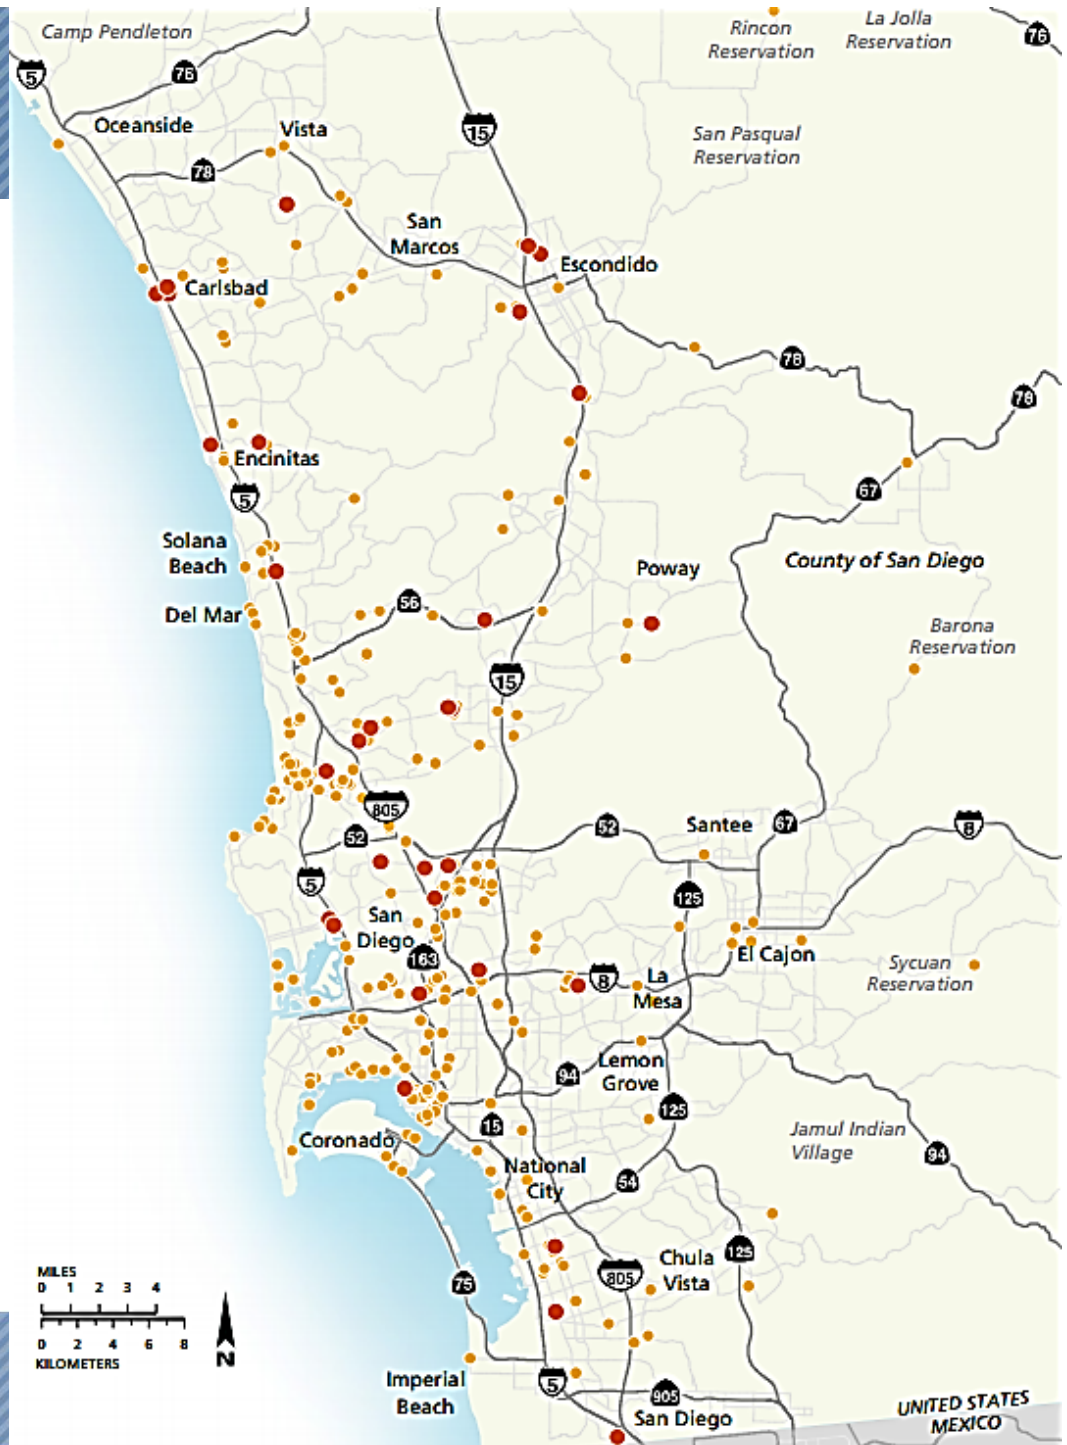 Camp Pendleton
Rincon
Reservation
La Jolla
Reservation
76
5
76
Oceanside
Vista
15
San Pasqual
Reservation
78
San
Marcos
Escondido
Carlsbad
78
78
Encinitas
5
67
Solana
Beach
County of San Diego
Poway
56
Del Mar
Barona
Reservation
15
805
52
52
Santee
67
8
5
125
San
Diego
163
El Cajon
La
Mesa
8
Sycuan
Reservation
Lemon
Grove
94
125
15
Coronado
Jamul Indian
Village
94
National
City
54
Chula
Vista
125
805
75
MILES
0 1 2 3 4
0 2 4 6 8
KILOMETERS
N
Imperial
Beach
5
905
San Diego
UNITED STATES
MEXICO